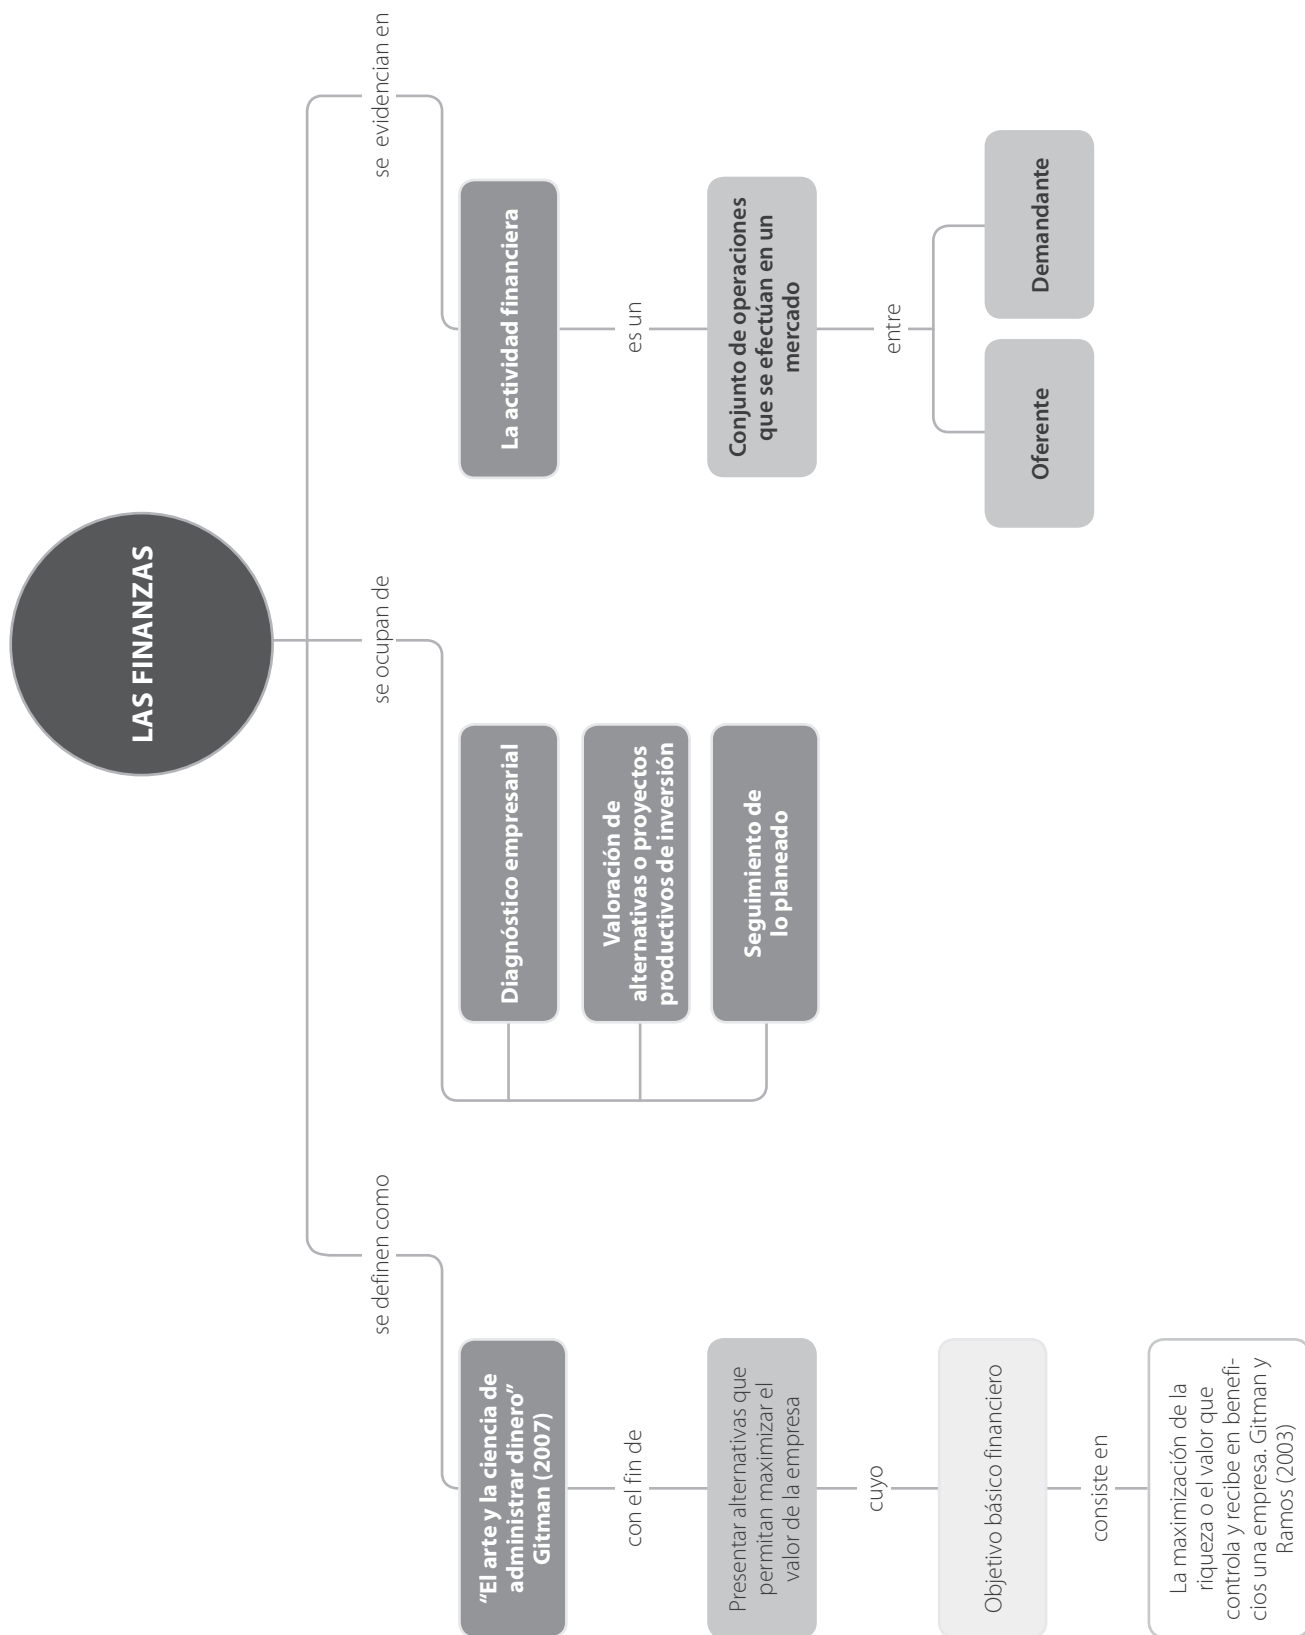 LAS FINANZAS
se definen como
"El arte y la ciencia de
administrar dinero"
Gitman (2007)
con el fin de
Presentar alternativas que
permitan maximizar el
valor de la empresa
cuyo
Objetivo básico financiero
consiste en
La maximización de la
riqueza o el valor que
controla y recibe en benefi-
cios una empresa. Gitman y
Ramos (2003)
se ocupan de
Diagnóstico empresarial
Valoración de
alternativas o proyectos
productivos de inversión
Seguimiento de
lo planeado
se evidencian en
La actividad financiera
es un
Conjunto de operaciones
que se efectúan en un
mercado
entre
Oferente
Demandante